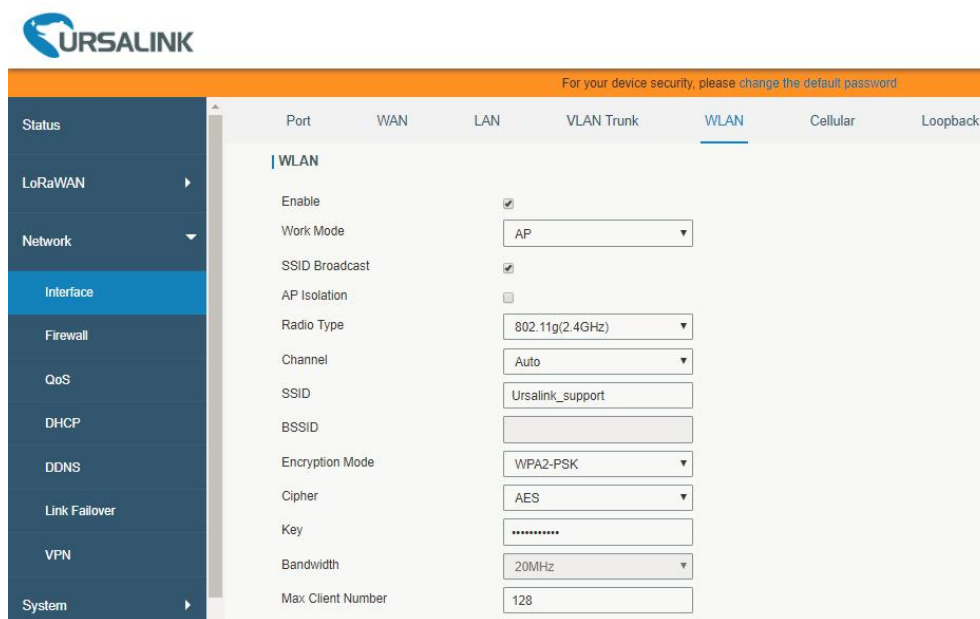 URSALINK
For your device security, please change the default password
Status
LoRaWAN
Network
Interface
Firewall
QoS
DHCP
DDNS
Link Failover
VPN
System
Port WAN LAN VLAN Trunk WLAN Cellular Loopback
WLAN
Enable
Work Mode AP
SSID Broadcast
AP Isolation
Radio Type 802.11g(2.4GHz)
Channel Auto
SSID Ursalink_support
BSSID
Encryption Mode WPA2-PSK
Cipher AES
Key •••••••••••
Bandwidth 20MHz
Max Client Number 128